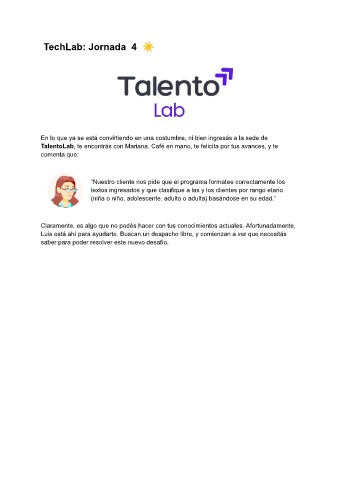 TechLab: Jornada 4 ☀️
Talento
Lab
En lo que ya se está convirtiendo en una costumbre, ni bien ingresás a la sede de
TalentoLab, te encontrás con Mariana. Café en mano, te felicita por tus avances, y te
comenta que:
"Nuestro cliente nos pide que el programa formatee correctamente los
textos ingresados y que clasifique a las y los clientes por rango etario
(niña o niño, adolescente, adulto o adulta) basándose en su edad."
Claramente, es algo que no podés hacer con tus conocimientos actuales. Afortunadamente,
Luis está ahí para ayudarte. Buscan un despacho libre, y comienzan a ver que necesitás
saber para poder resolver este nuevo desafío.